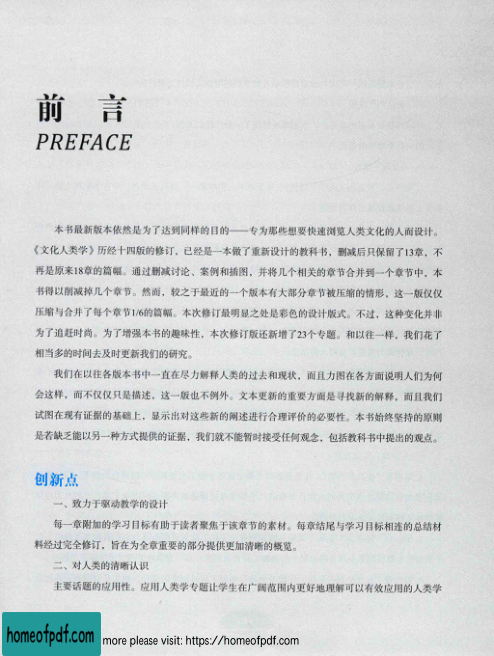 前 言
PREFACE
本书最新版本依然是为了达到同样的目的——专为那些想要快速浏览人类文化的人而设计。
《文化人类学》历经十四版的修订，已经是一本做了重新设计的教科书，删减后只保留了13章，不
再是原来18章的篇幅。通过删减讨论、案例和插图，并将几个相关的章节合并到一个章节中，本
书得以削减掉几个章节。然而，较之于最近的一个版本有大部分章节被压缩的情形，这一版仅仅
压缩与合并了每个章节1/6的篇幅。本次修订最明显之处是彩色的设计版式。不过，这种变化并非
为了追赶时尚。为了增强本书的趣味性，本次修订版还新增了23个专题。和以往一样，我们花了
相当多的时间去及时更新我们的研究。
我们在以往各版本书中一直在尽力解释人类的过去和现状，而且力图在各方面说明人们为何
会这样，而不仅仅只是描述，这一版也不例外。文本更新的重要方面是寻找新的解释，而且我们
试图在现有证据的基础上，显示出对这些新的阐述进行合理评价的必要性。本书始终坚持的原则
是若缺乏能以另一种方式提供的证据，我们就不能暂时接受任何观念，包括教科书中提出的观点。
创新点
一、致力于驱动教学的设计
每一章附加的学习目标有助于读者聚焦于该章节的素材。每章结尾与学习目标相连的总结材
料经过完全修订，旨在为全章重要的部分提供更加清晰的概览。
二、对人类的清晰认识
主要话题的应用性。应用人类学专题让学生在广阔范围内更好地理解可以有效应用的人类学
homeofpdf.com
more please visit: https://homeofpdf.com